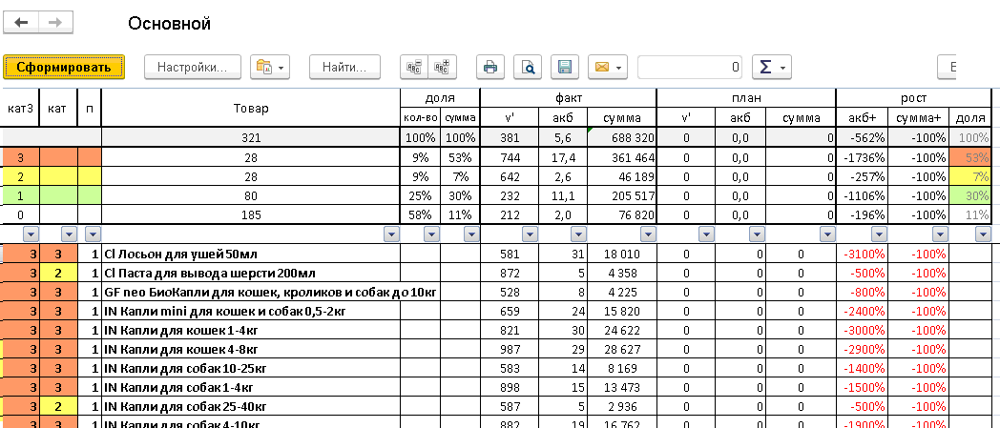 Основной
Сформировать Настройки... Найти... 0 Σ
кат3 кат п Товар доля факт план рост
кол-во сумма v' акб сумма v' акб сумма акб+ сумма+ доля
321 100% 100% 381 5,6 688 320 0 0,0 0 -562% -100% 100%
3 28 9% 53% 744 17,4 361 464 0 0,0 0 -1736% -100% 53%
2 28 9% 7% 642 2,6 46 189 0 0,0 0 -257% -100% 7%
1 80 25% 30% 232 11,1 205 517 0 0,0 0 -1106% -100% 30%
0 185 58% 11% 212 2,0 76 820 0 0,0 0 -196% -100% 11%
3 3 1 Cl Лосьон для ушей 50мл 581 31 18 010 0 0 0 -3100% -100%
3 2 1 Cl Паста для вывода шерсти 200мл 872 5 4 358 0 0 0 -500% -100%
3 3 1 GF neo БиоКапли для кошек, кроликов и собак до 10кг 528 8 4 225 0 0 0 -800% -100%
3 3 1 IN Капли mini для кошек и собак 0,5-2кг 659 24 15 820 0 0 0 -2400% -100%
3 3 1 IN Капли для кошек 1-4кг 821 30 24 622 0 0 0 -3000% -100%
3 3 1 IN Капли для кошек 4-8кг 987 29 28 627 0 0 0 -2900% -100%
3 3 1 IN Капли для собак 10-25кг 583 14 8 169 0 0 0 -1400% -100%
3 3 1 IN Капли для собак 1-4кг 898 15 13 473 0 0 0 -1500% -100%
3 2 1 IN Капли для собак 25-40кг 587 5 2 936 0 0 0 -500% -100%
3 3 1 IN Капли для собак 4-10кг 882 19 16 762 0 0 0 -1900% -100%